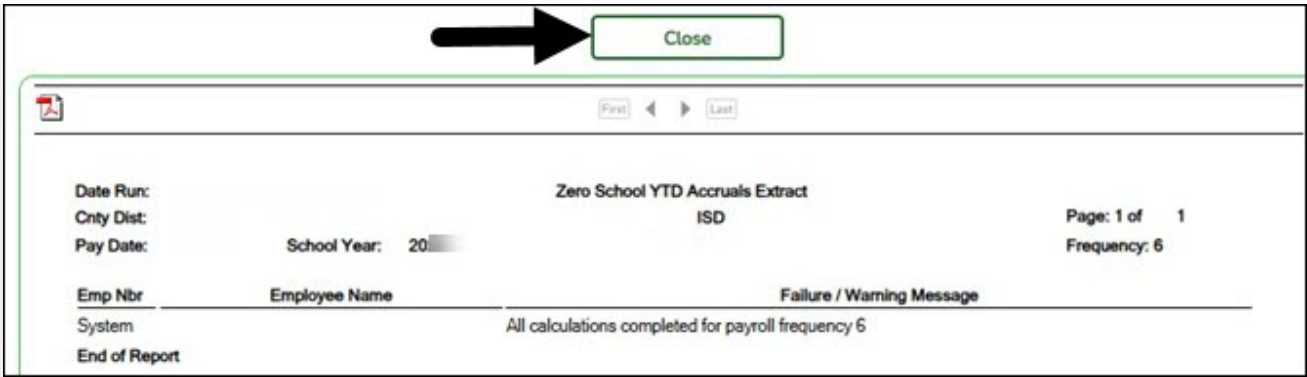 Close
First Last
Date Run: Zero School YTD Accruals Extract
Cnty Dist: ISD Page: 1 of 1
Pay Date: School Year: 20 Frequency: 6
Emp Nbr Employee Name Failure / Warning Message
System All calculations completed for payroll frequency 6
End of Report